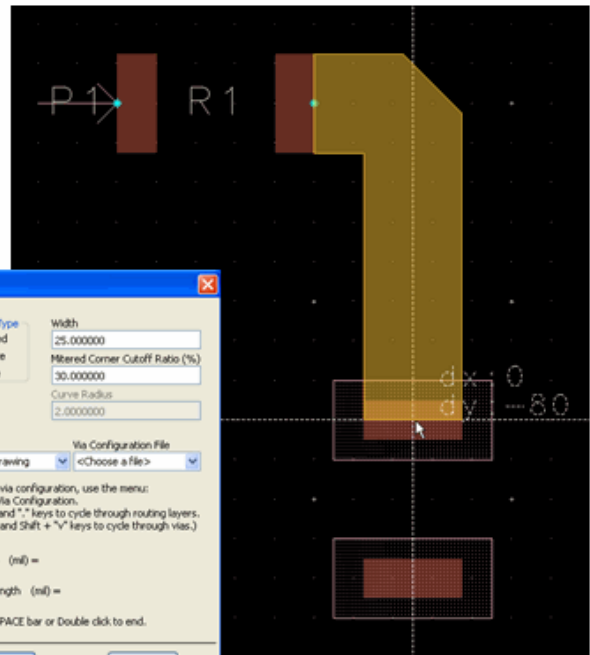 P1
R1
Type
Width
25.000000
Mitered Corner Cutoff Ratio (%)
30.000000
Curve Radius
2.0000000
Via Configuration File
<Choose a file>
via configuration, use the menu:
Via Configuration.
and "." keys to cycle through routing layers.
and Shift + "v" keys to cycle through vias.)
(mil) =
(mil) =
PACE bar or Double click to end.
dx: 0
dy: -80